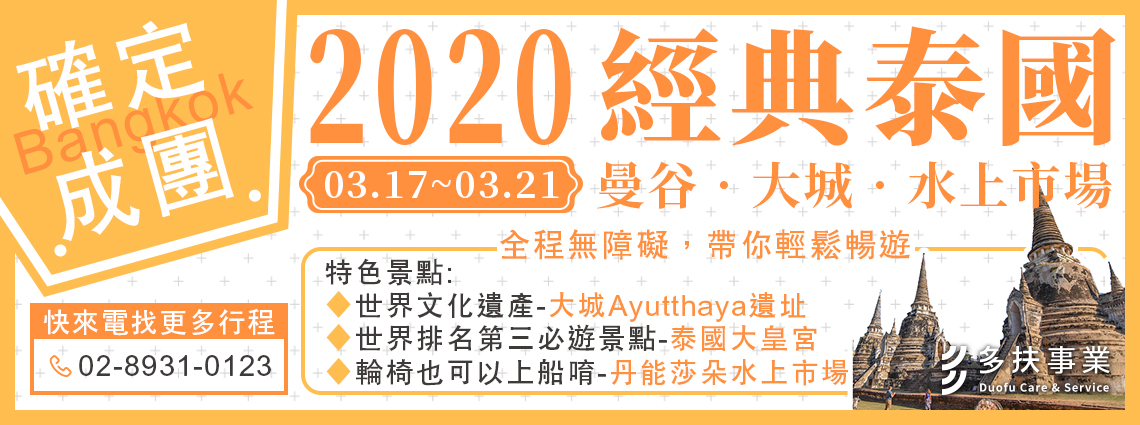 確定
Bangkok
成團
2020經典泰國
03.17~03.21
曼谷・大城・水上市場
全程無障礙，帶你輕鬆暢遊
特色景點:
◆世界文化遺產-大城Ayutthaya遺址
◆世界排名第三必遊景點-泰國大皇宮
◆輪椅也可以上船唷-丹能莎朵水上市場
快來電找更多行程
02-8931-0123
多扶事業
Duofu Care & Service